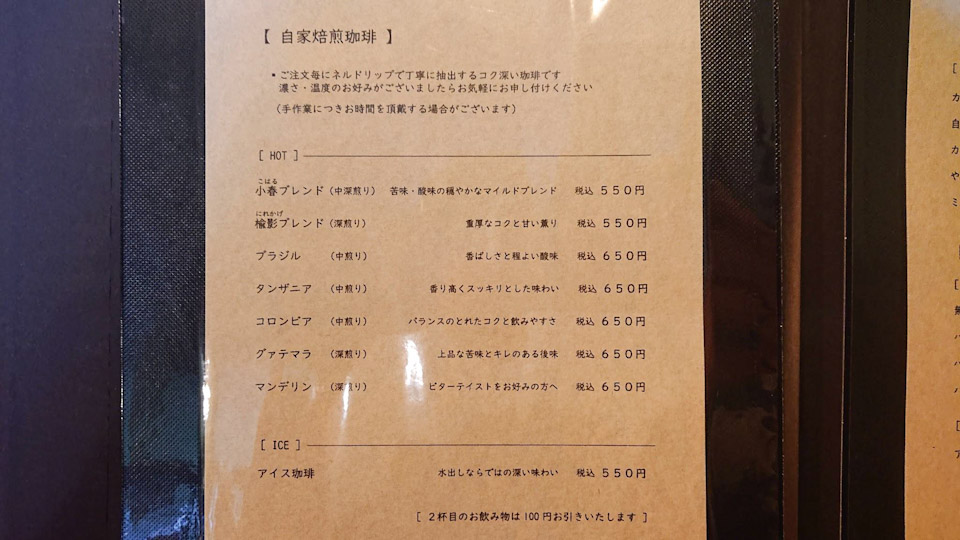 【 自家焙煎珈琲 】
・ご注文毎にネルドリップで丁寧に抽出するコク深い珈琲です
濃さ・温度のお好みがございましたらお気軽にお申し付けください
（手作業につきお時間を頂戴する場合がございます）
[ HOT ]
こはる
小春ブレンド（中深煎り） 苦味・酸味の穏やかなマイルドブレンド 税込 550円
にれかげ
楡影ブレンド（深煎り） 重厚なコクと甘い薫り 税込 550円
ブラジル （中煎り） 香ばしさと程よい酸味 税込 650円
タンザニア （中煎り） 香り高くスッキリとした味わい 税込 650円
コロンビア （中煎り） バランスのとれたコクと飲みやすさ 税込 650円
グァテマラ （深煎り） 上品な苦味とキレのある後味 税込 650円
マンデリン （深煎り） ビターテイストをお好みの方へ 税込 650円
[ ICE ]
アイス珈琲 水出しならではの深い味わい 税込 550円
[ 2杯目のお飲み物は100円お引きいたします ]
[
カ
自
カ
や
ミ
[
パ
[
ア